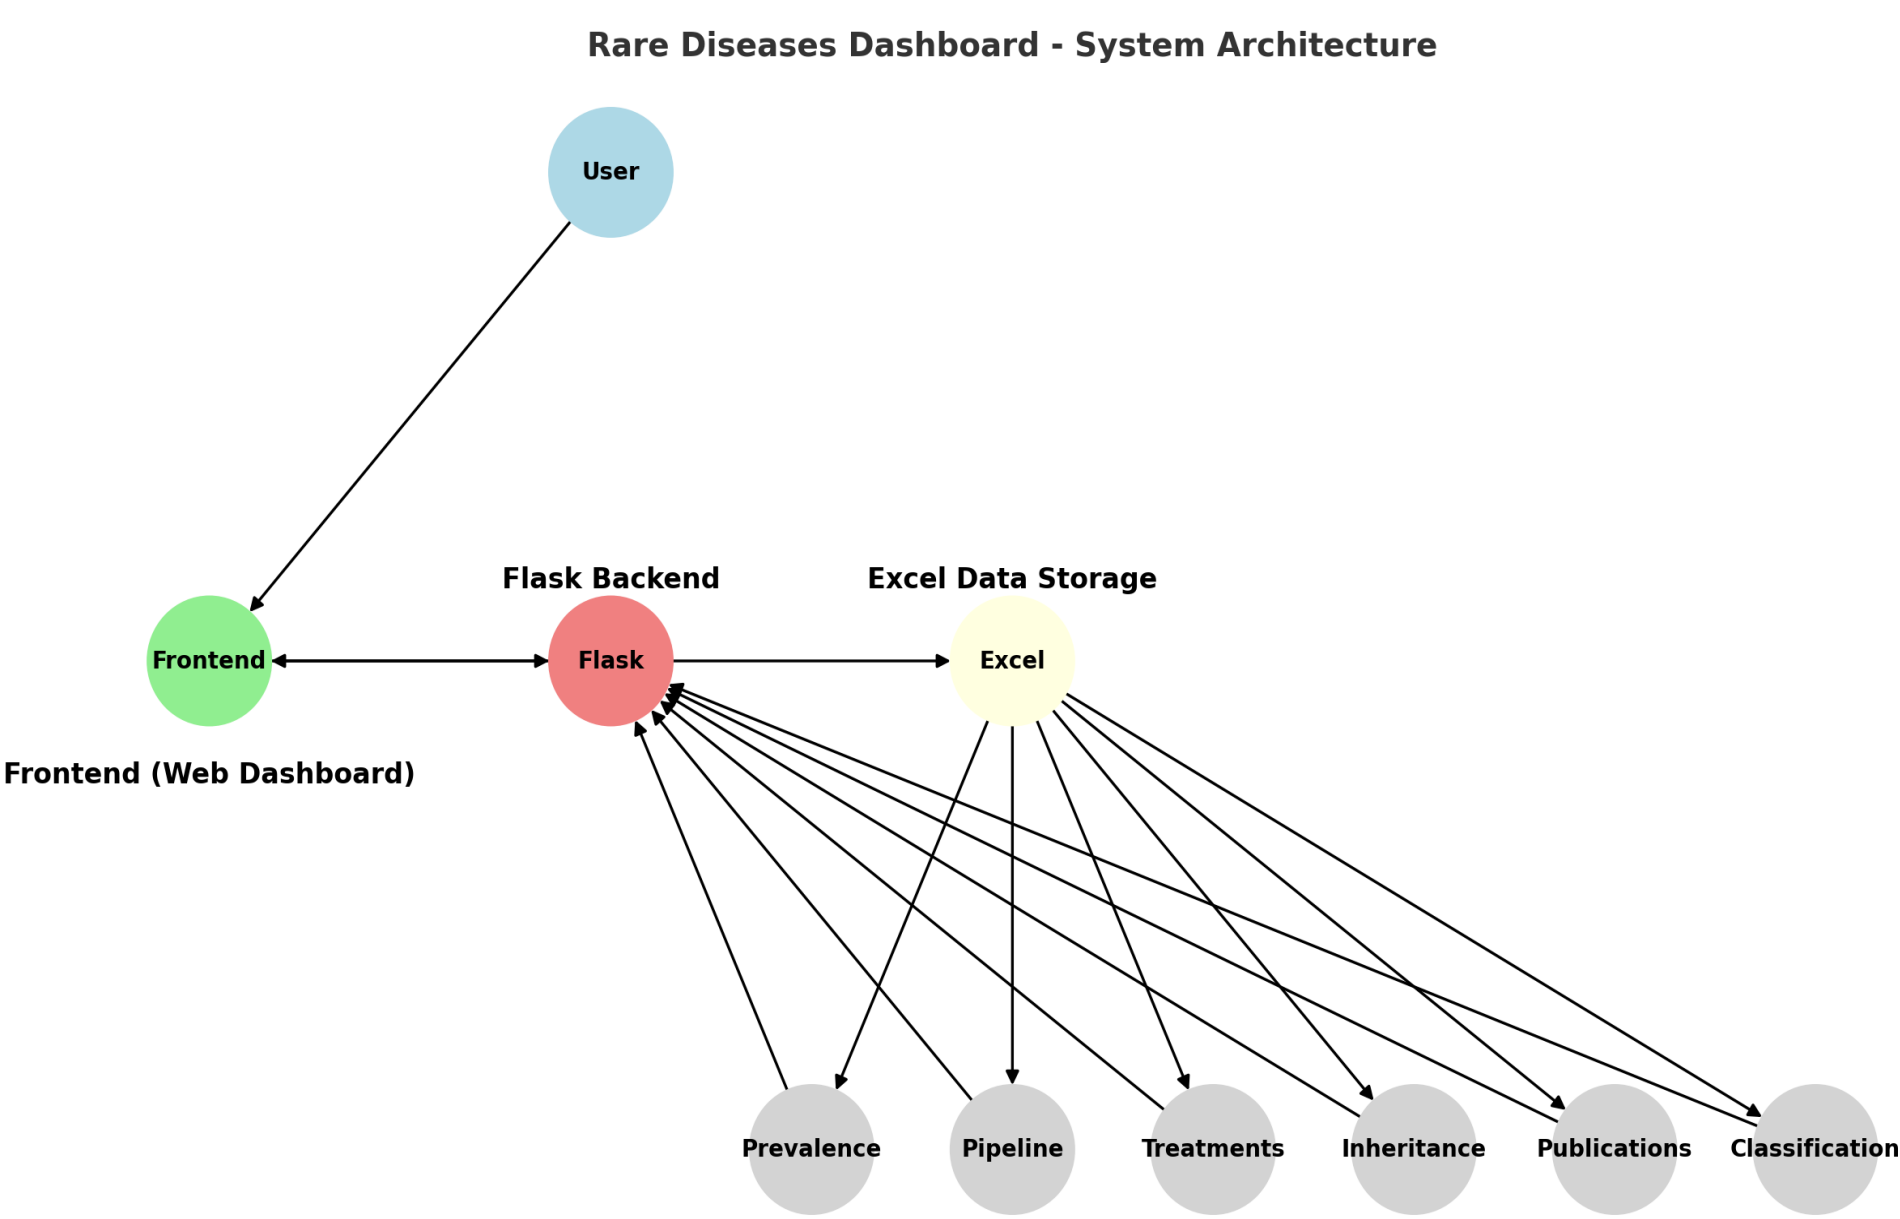 Rare Diseases Dashboard - System Architecture
User
Flask Backend
Excel Data Storage
Frontend
Flask
Excel
Frontend (Web Dashboard)
Prevalence
Pipeline
Treatments
Inheritance
Publications
Classification